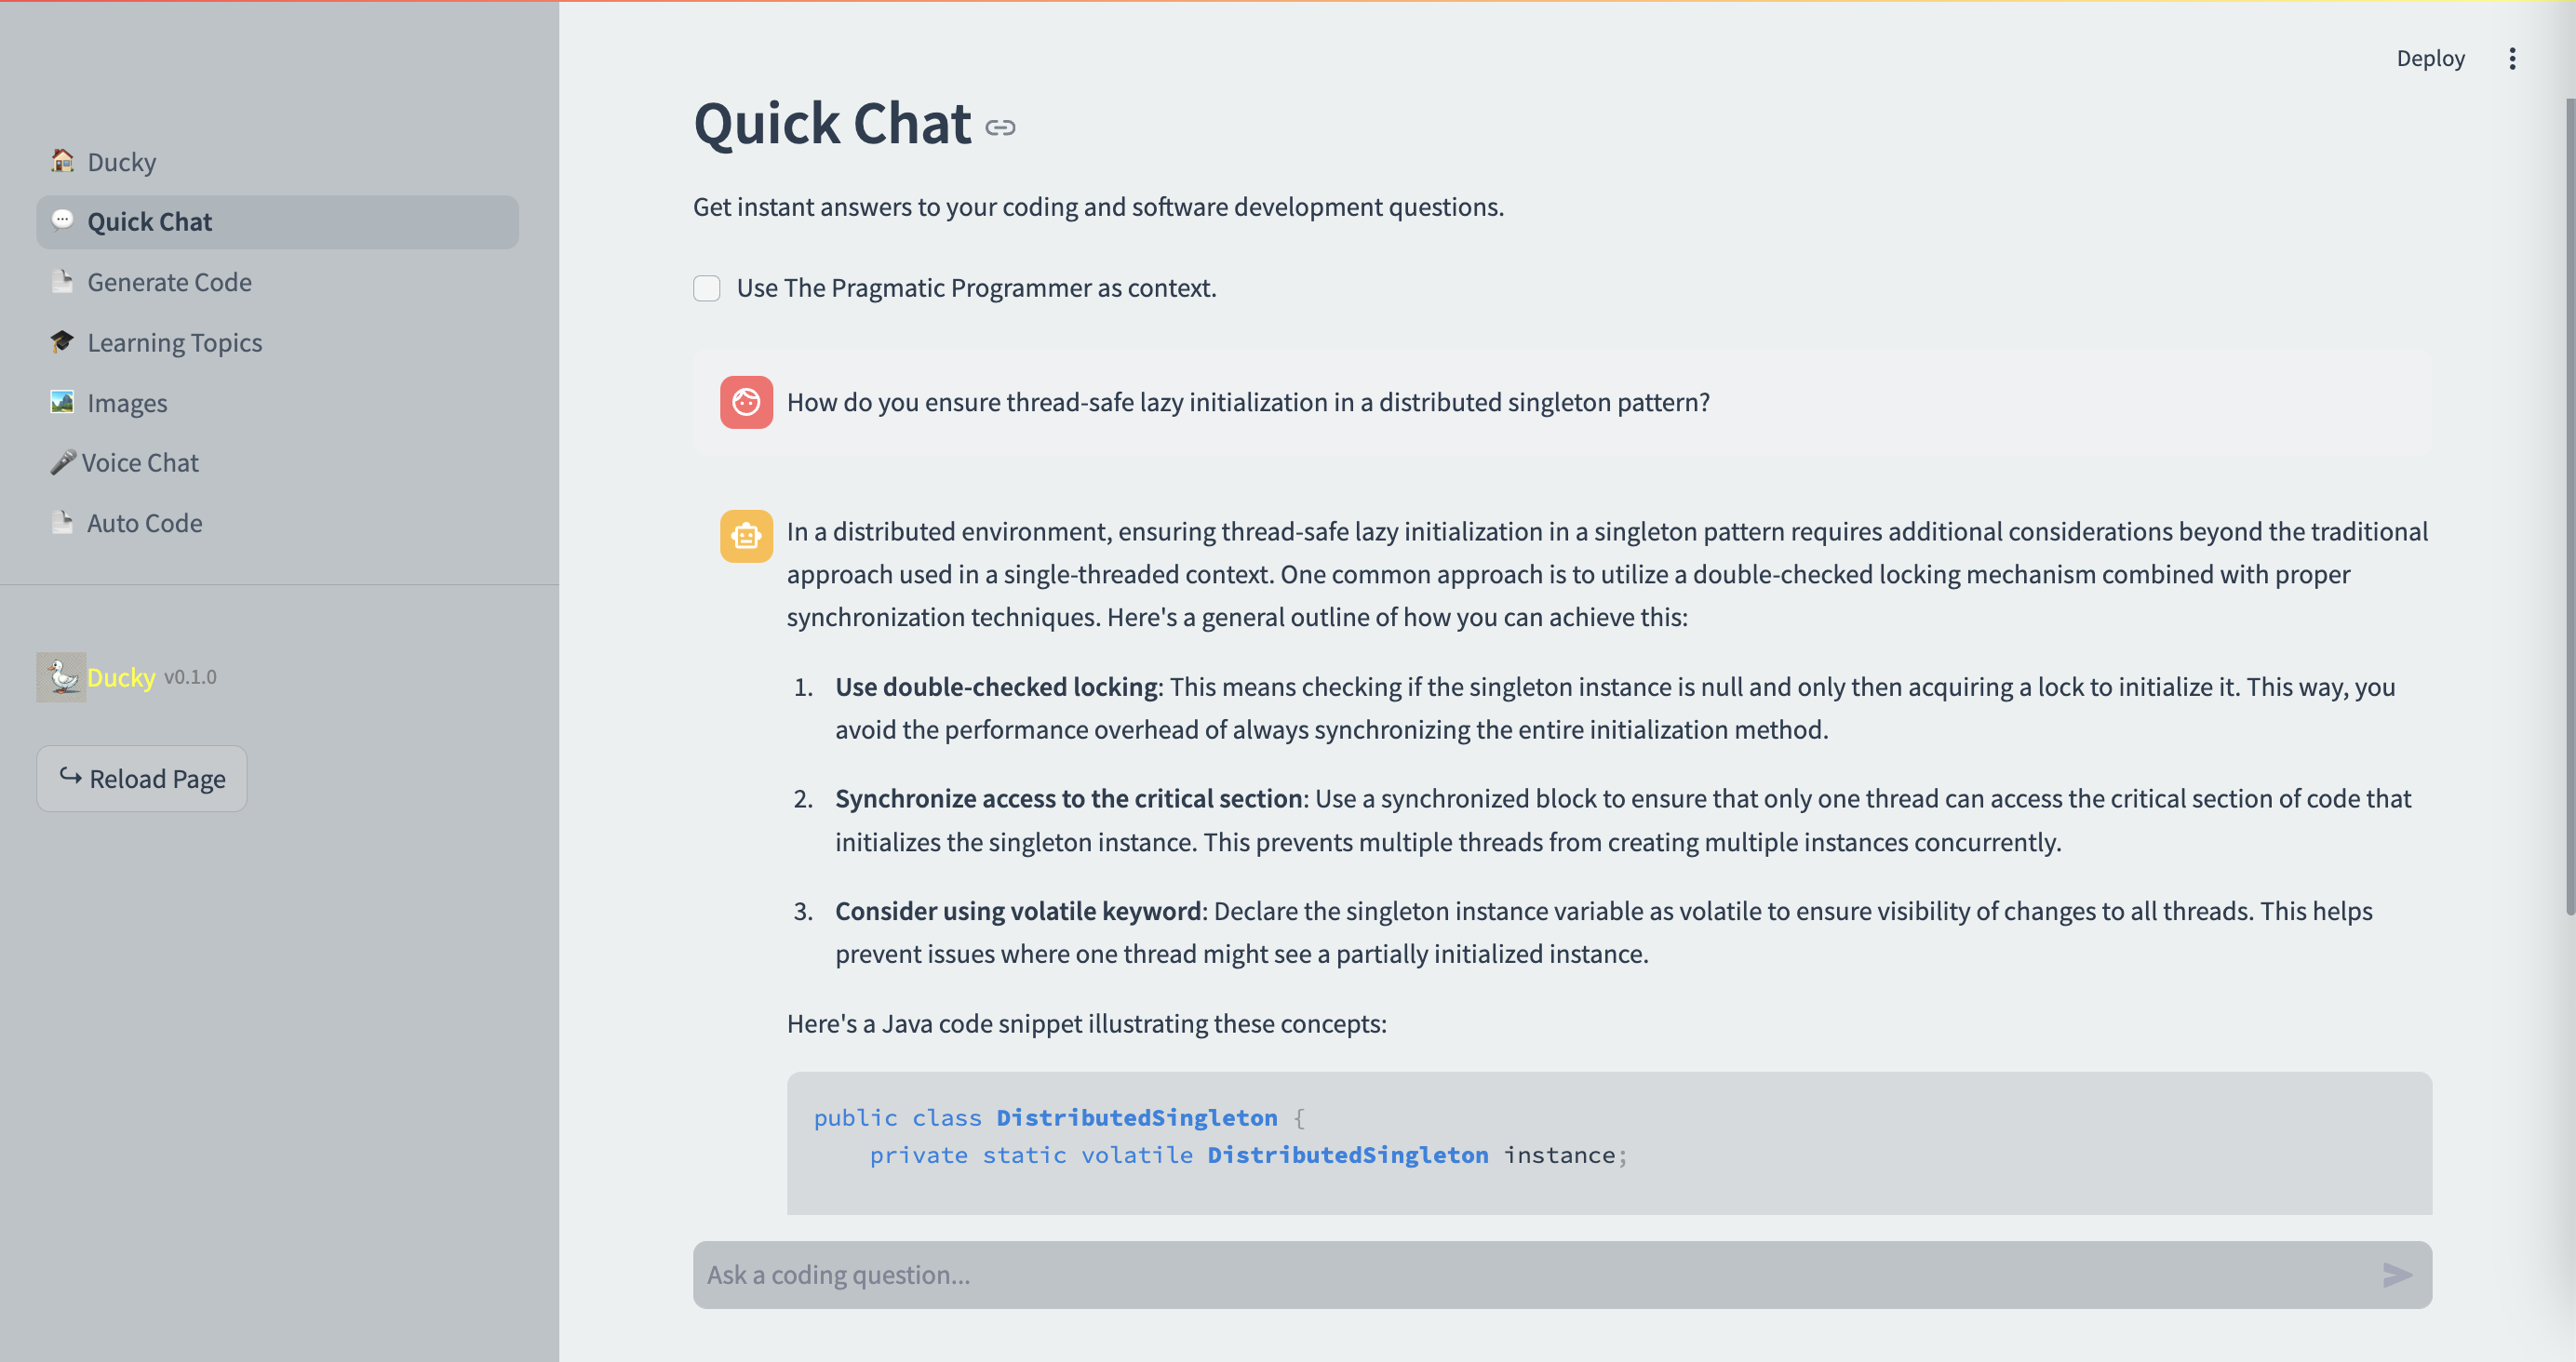 Deploy
Ducky
Quick Chat
Generate Code
Learning Topics
Images
Voice Chat
Auto Code
Ducky v0.1.0
Reload Page
Quick Chat
Get instant answers to your coding and software development questions.
Use The Pragmatic Programmer as context.
How do you ensure thread-safe lazy initialization in a distributed singleton pattern?
In a distributed environment, ensuring thread-safe lazy initialization in a singleton pattern requires additional considerations beyond the traditional
approach used in a single-threaded context. One common approach is to utilize a double-checked locking mechanism combined with proper
synchronization techniques. Here's a general outline of how you can achieve this:
1. Use double-checked locking: This means checking if the singleton instance is null and only then acquiring a lock to initialize it. This way, you
avoid the performance overhead of always synchronizing the entire initialization method.
2. Synchronize access to the critical section: Use a synchronized block to ensure that only one thread can access the critical section of code that
initializes the singleton instance. This prevents multiple threads from creating multiple instances concurrently.
3. Consider using volatile keyword: Declare the singleton instance variable as volatile to ensure visibility of changes to all threads. This helps
prevent issues where one thread might see a partially initialized instance.
Here's a Java code snippet illustrating these concepts:
public class DistributedSingleton {
    private static volatile DistributedSingleton instance;
Ask a coding question...